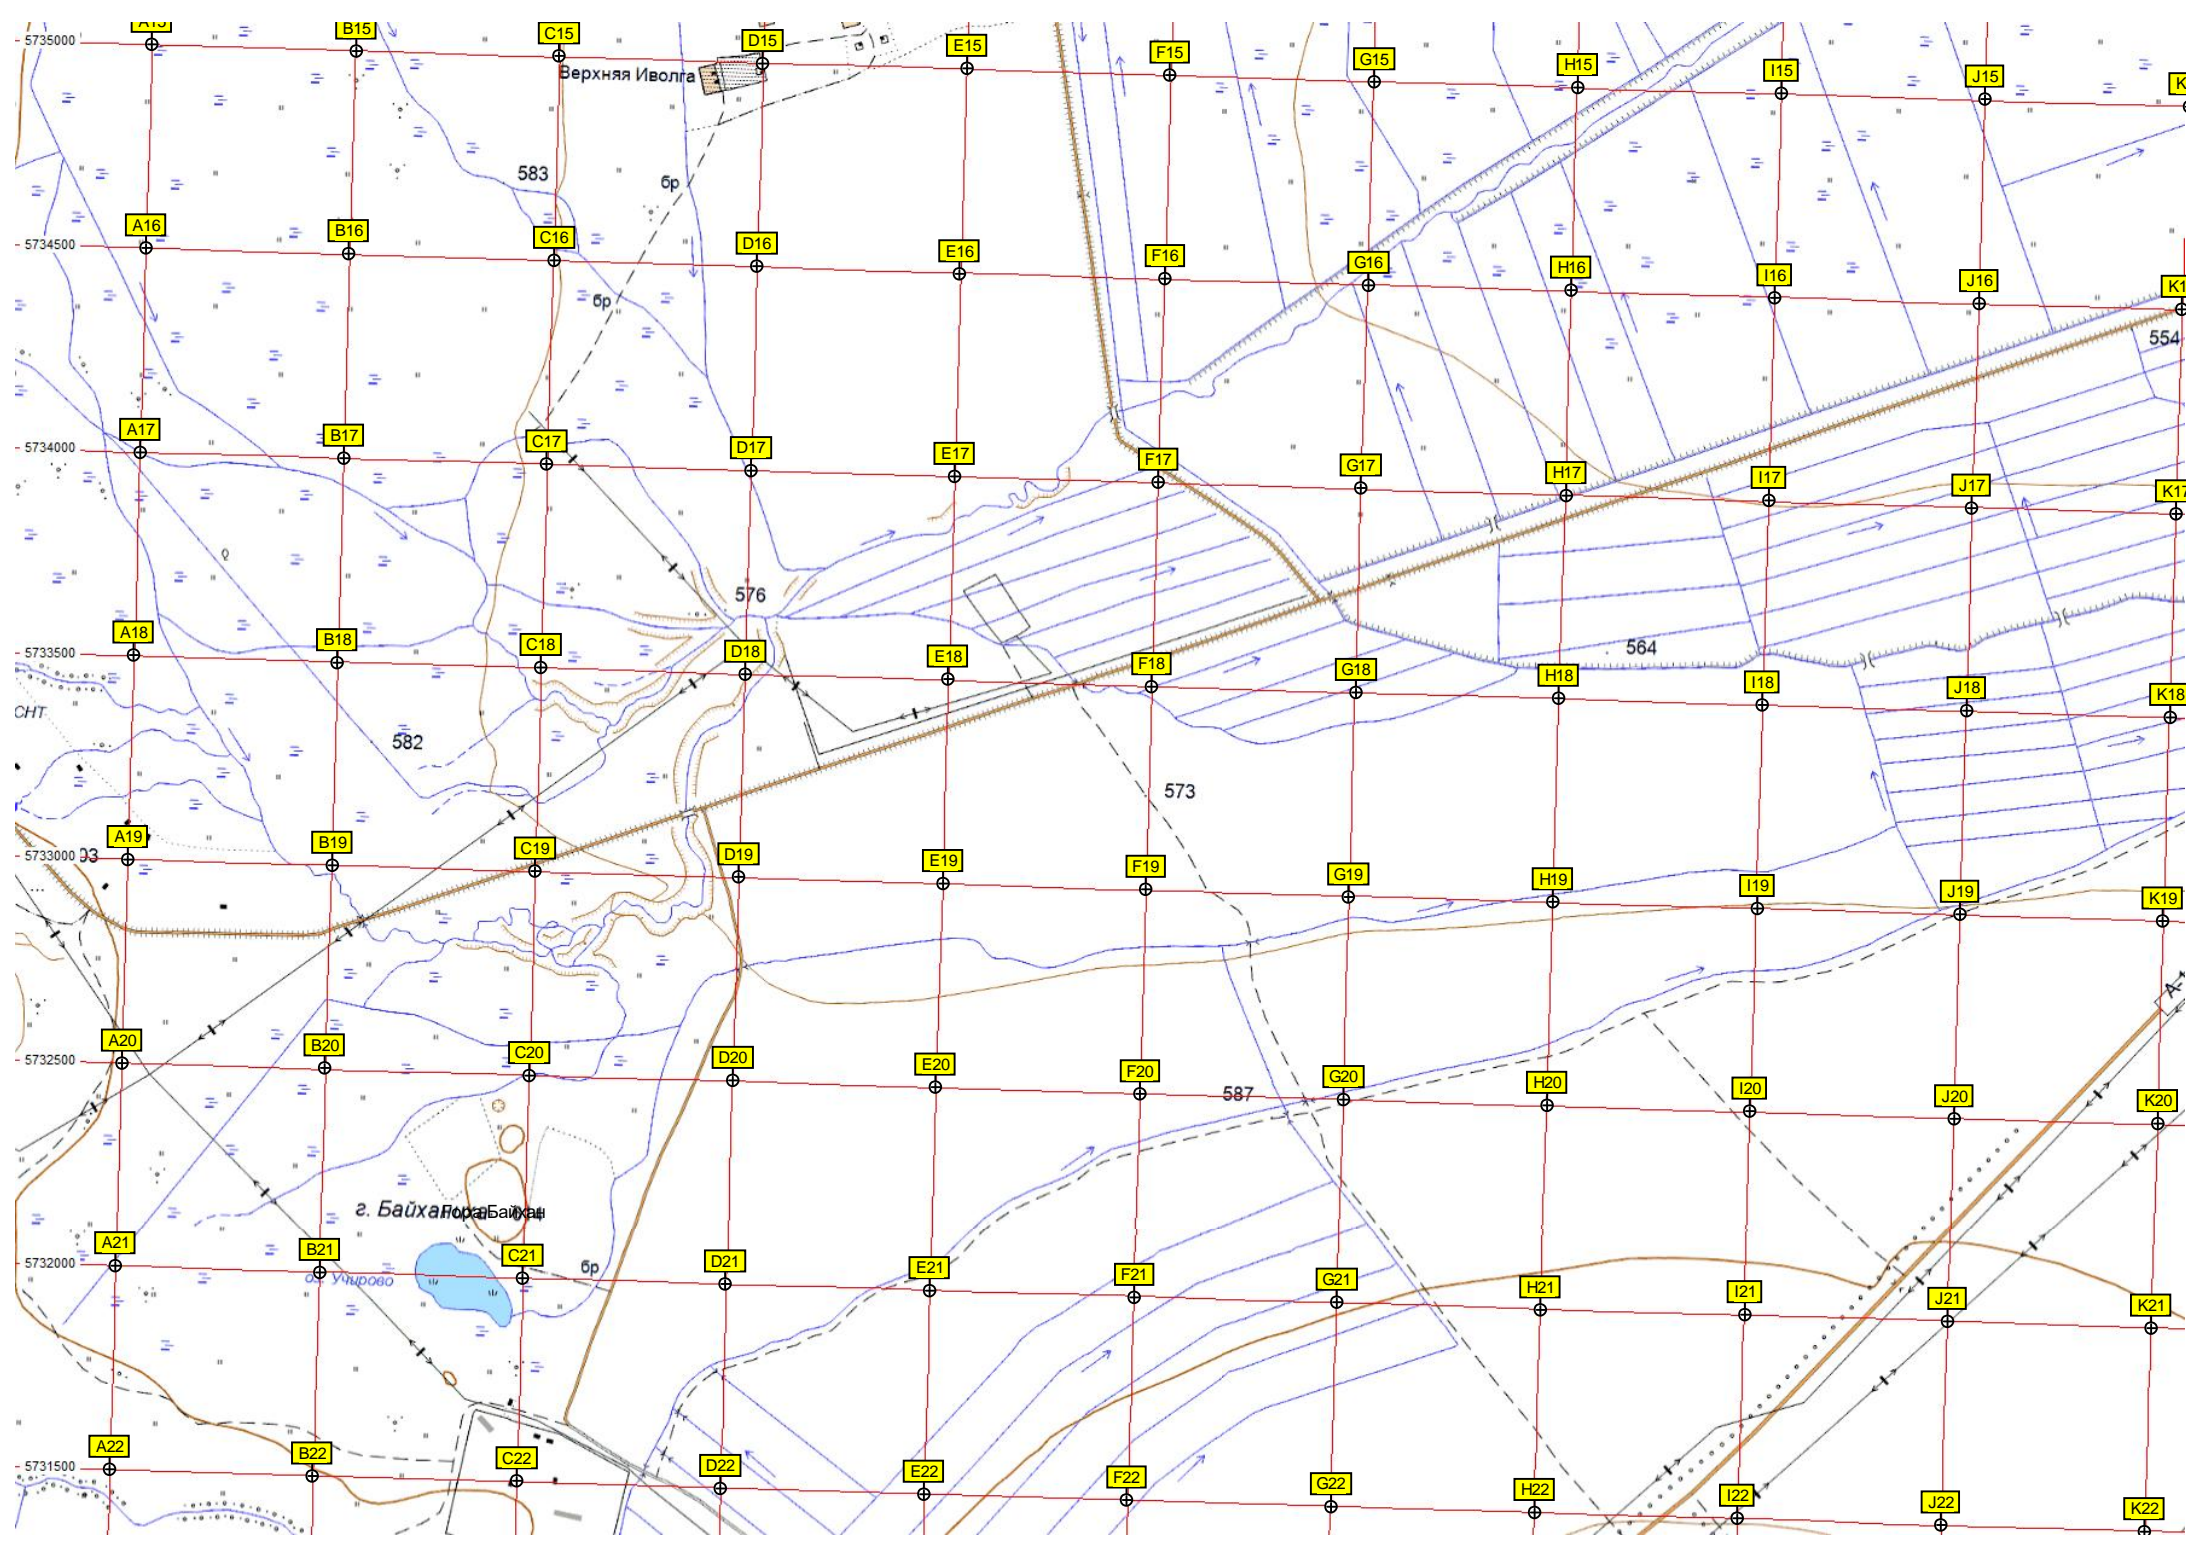 5735000
A15 B15 C15 D15 E15 F15 G15 H15 I15 J15 K
Верхняя Иволга
583
бр
5734500
A16 B16 C16 D16 E16 F16 G16 H16 I16 J16 K1
бр
554
5734000
A17 B17 C17 D17 E17 F17 G17 H17 I17 J17 K17
576
5733500
A18 B18 C18 D18 E18 F18 G18 H18 I18 J18 K18
564
СНТ
582
573
5733000
93
A19 B19 C19 D19 E19 F19 G19 H19 I19 J19 K19
А-
5732500
A20 B20 C20 D20 E20 F20 G20 H20 I20 J20 K20
587
г. Байхан
Гора Байхан
5732000
A21 B21 C21 D21 E21 F21 G21 H21 I21 J21 K21
бр
оз. Учирово
5731500
A22 B22 C22 D22 E22 F22 G22 H22 I22 J22 K22